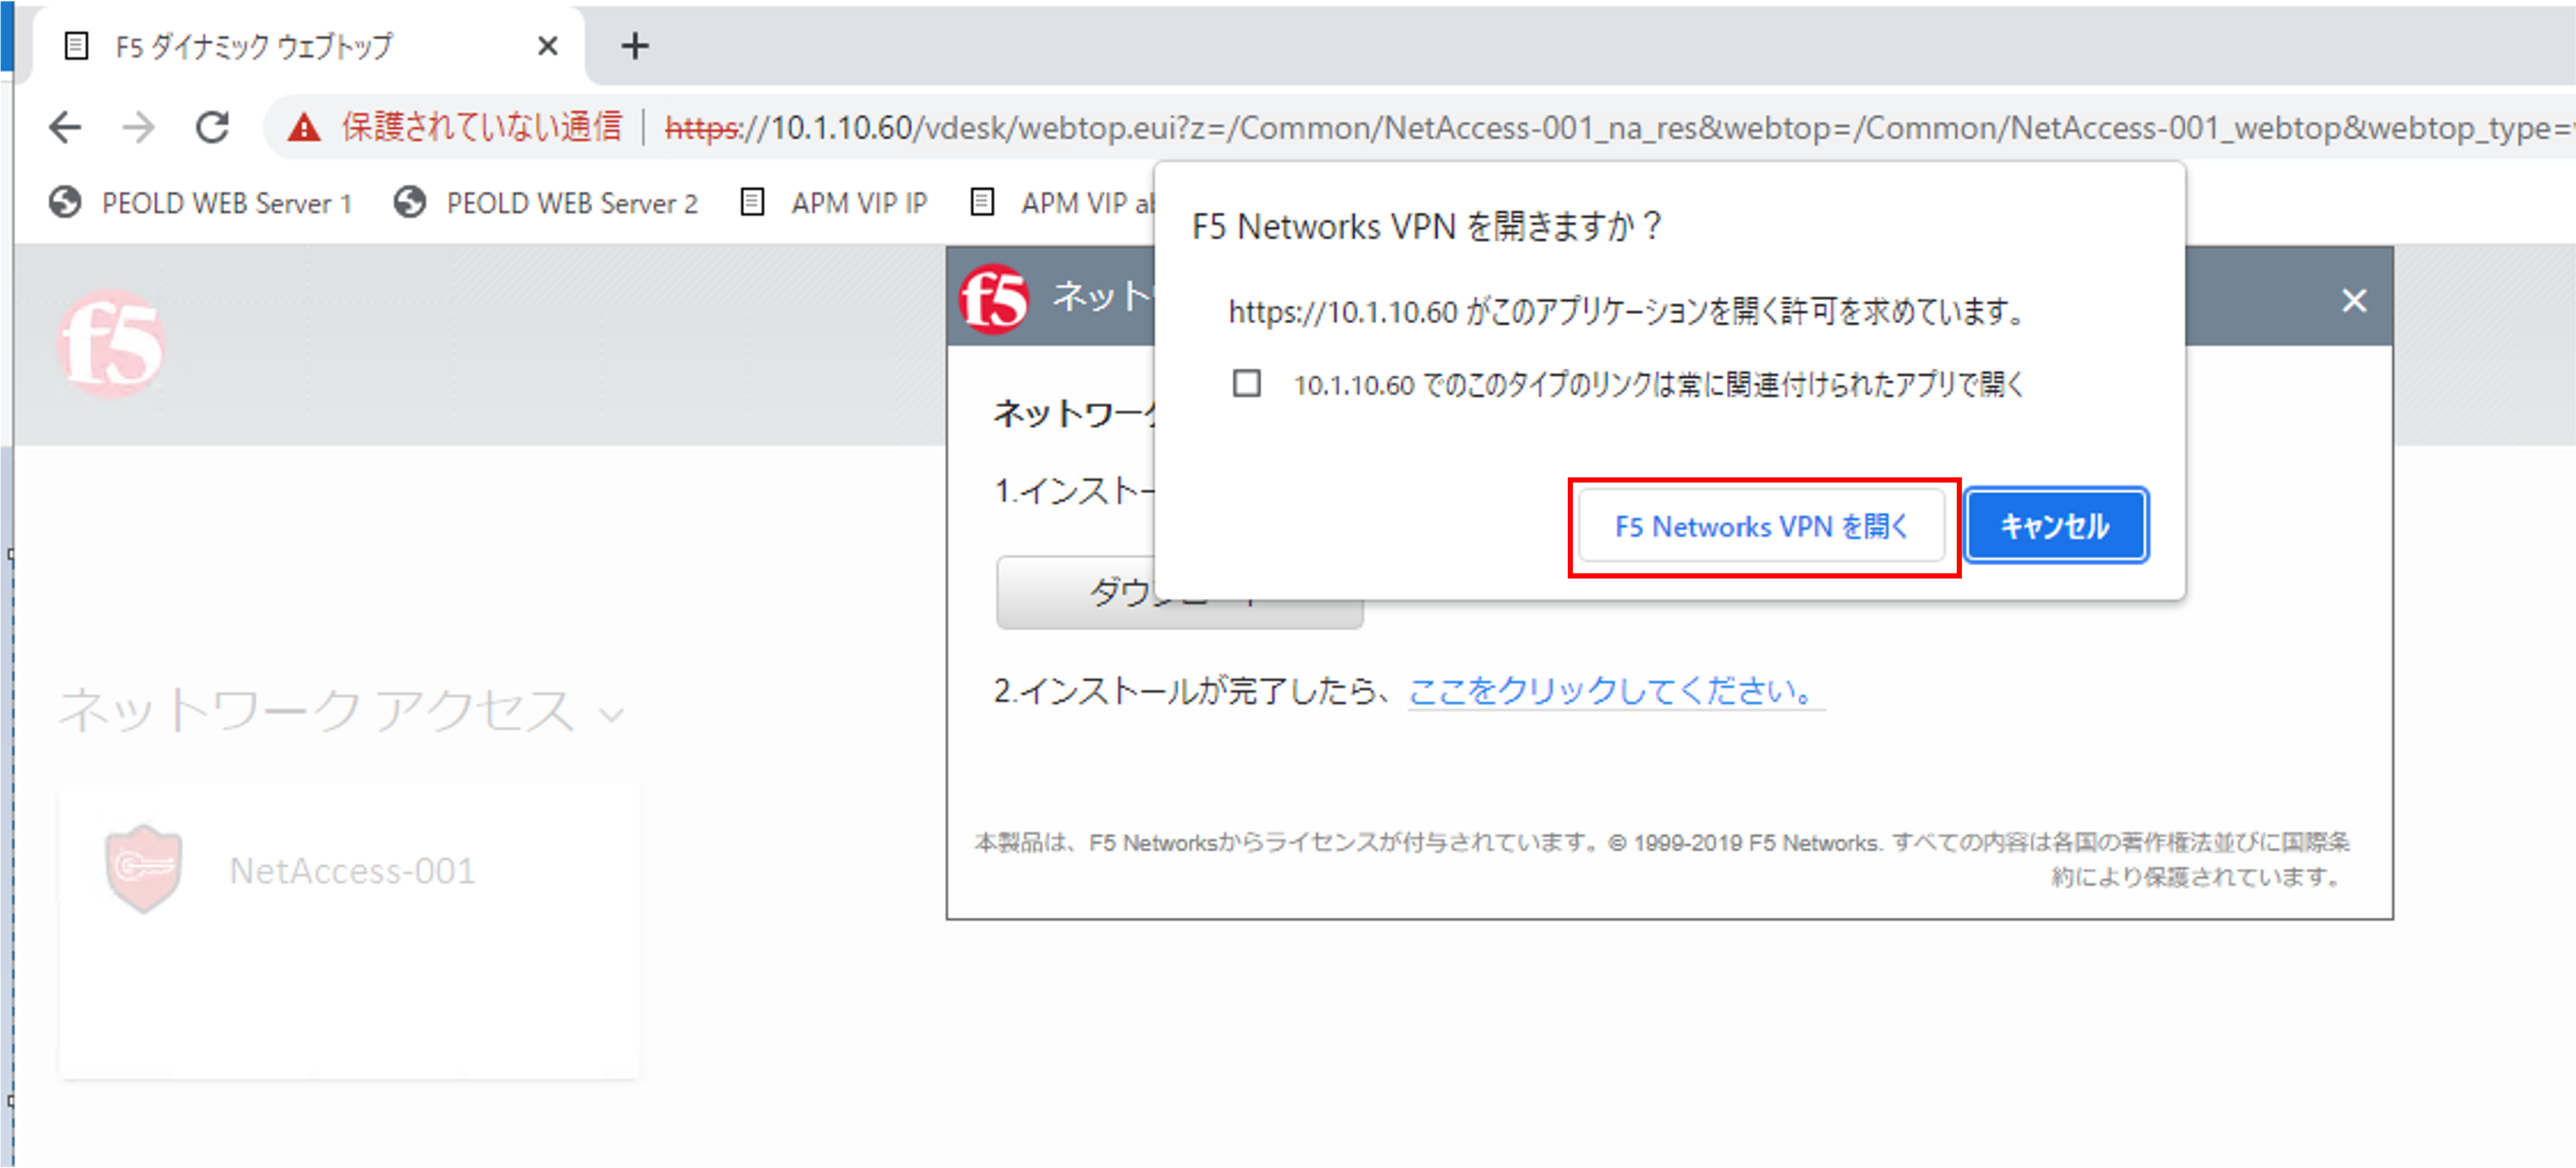 F5 ダイナミック ウェブトップ
保護されていない通信 https://10.1.10.60/vdesk/webtop.eui?z=/Common/NetAccess-001_na_res&webtop=/Common/NetAccess-001_webtop&webtop_type=
PEOLD WEB Server 1 PEOLD WEB Server 2 APM VIP IP APM VIP
F5 Networks VPN を開きますか？
https://10.1.10.60 がこのアプリケーションを開く許可を求めています。
10.1.10.60 でのこのタイプのリンクは常に関連付けられたアプリで開く
F5 Networks VPN を開く キャンセル
f5
f5 ネット
ネットワーク
1.インストー
ダウンロード
2.インストールが完了したら、ここをクリックしてください。
本製品は、F5 Networksからライセンスが付与されています。© 1999-2019 F5 Networks. すべての内容は各国の著作権法並びに国際条
約により保護されています。
ネットワーク アクセス
NetAccess-001